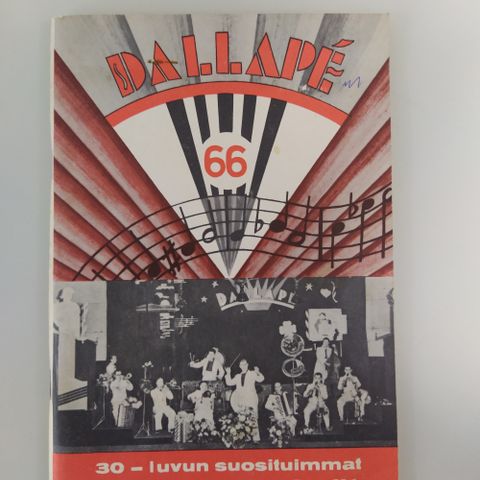 DALLAPÉ
66
DALLAPÉ
30 – luvun suosituimmat